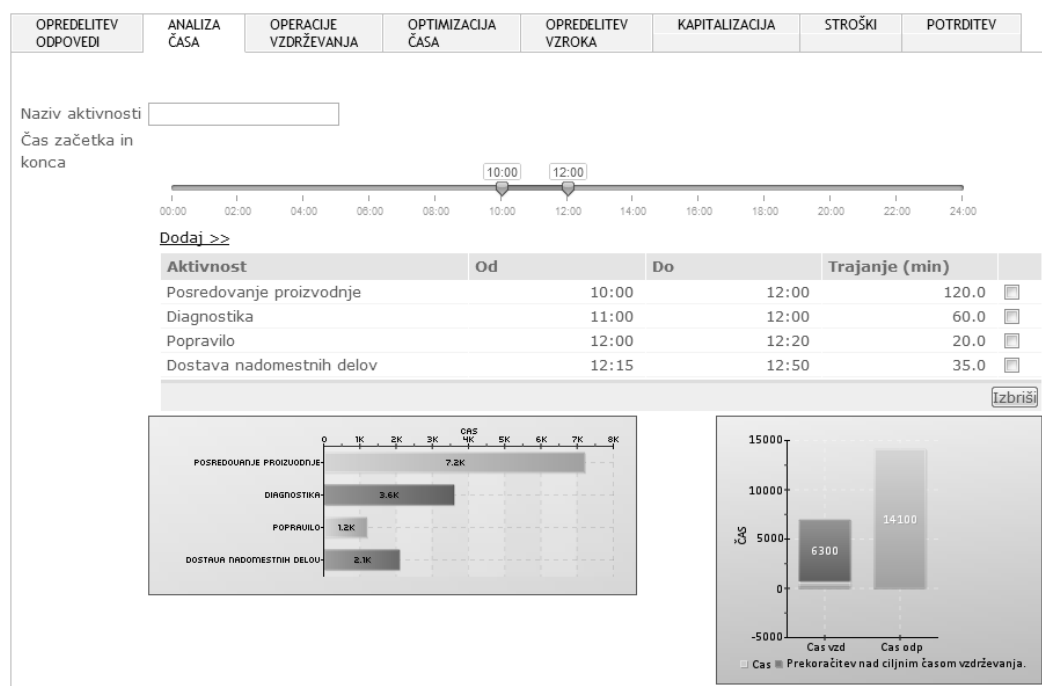 OPREDELITEV ODPOVEDI
ANALIZA ČASA
OPERACIJE VZDRŽEVANJA
OPTIMIZACIJA ČASA
OPREDELITEV VZROKA
KAPITALIZACIJA
STROŠKI
POTRDITEV
Naziv aktivnosti
Čas začetka in
konca
10:00 12:00
00:00 02:00 04:00 06:00 08:00 10:00 12:00 14:00 16:00 18:00 20:00 22:00 24:00
Dodaj >>
Aktivnost Od Do Trajanje (min)
Posredovanje proizvodnje 10:00 12:00 120.0
Diagnostika 11:00 12:00 60.0
Popravilo 12:00 12:20 20.0
Dostava nadomestnih delov 12:15 12:50 35.0
Izbriši
CAS
0 1K 2K 3K 4K 5K 6K 7K 8K
POSREDOVANJE PROIZVODNJE 7.2K
DIAGNOSTIKA 3.6K
POPRAVILO 1.2K
DOSTAVA NADOMESTNIH DELOV 2.1K
15000
10000
5000
0
-5000
ČAS
6300
14100
Cas vzd Cas odp
Cas Prekoračitev nad ciljnim časom vzdrževanja.